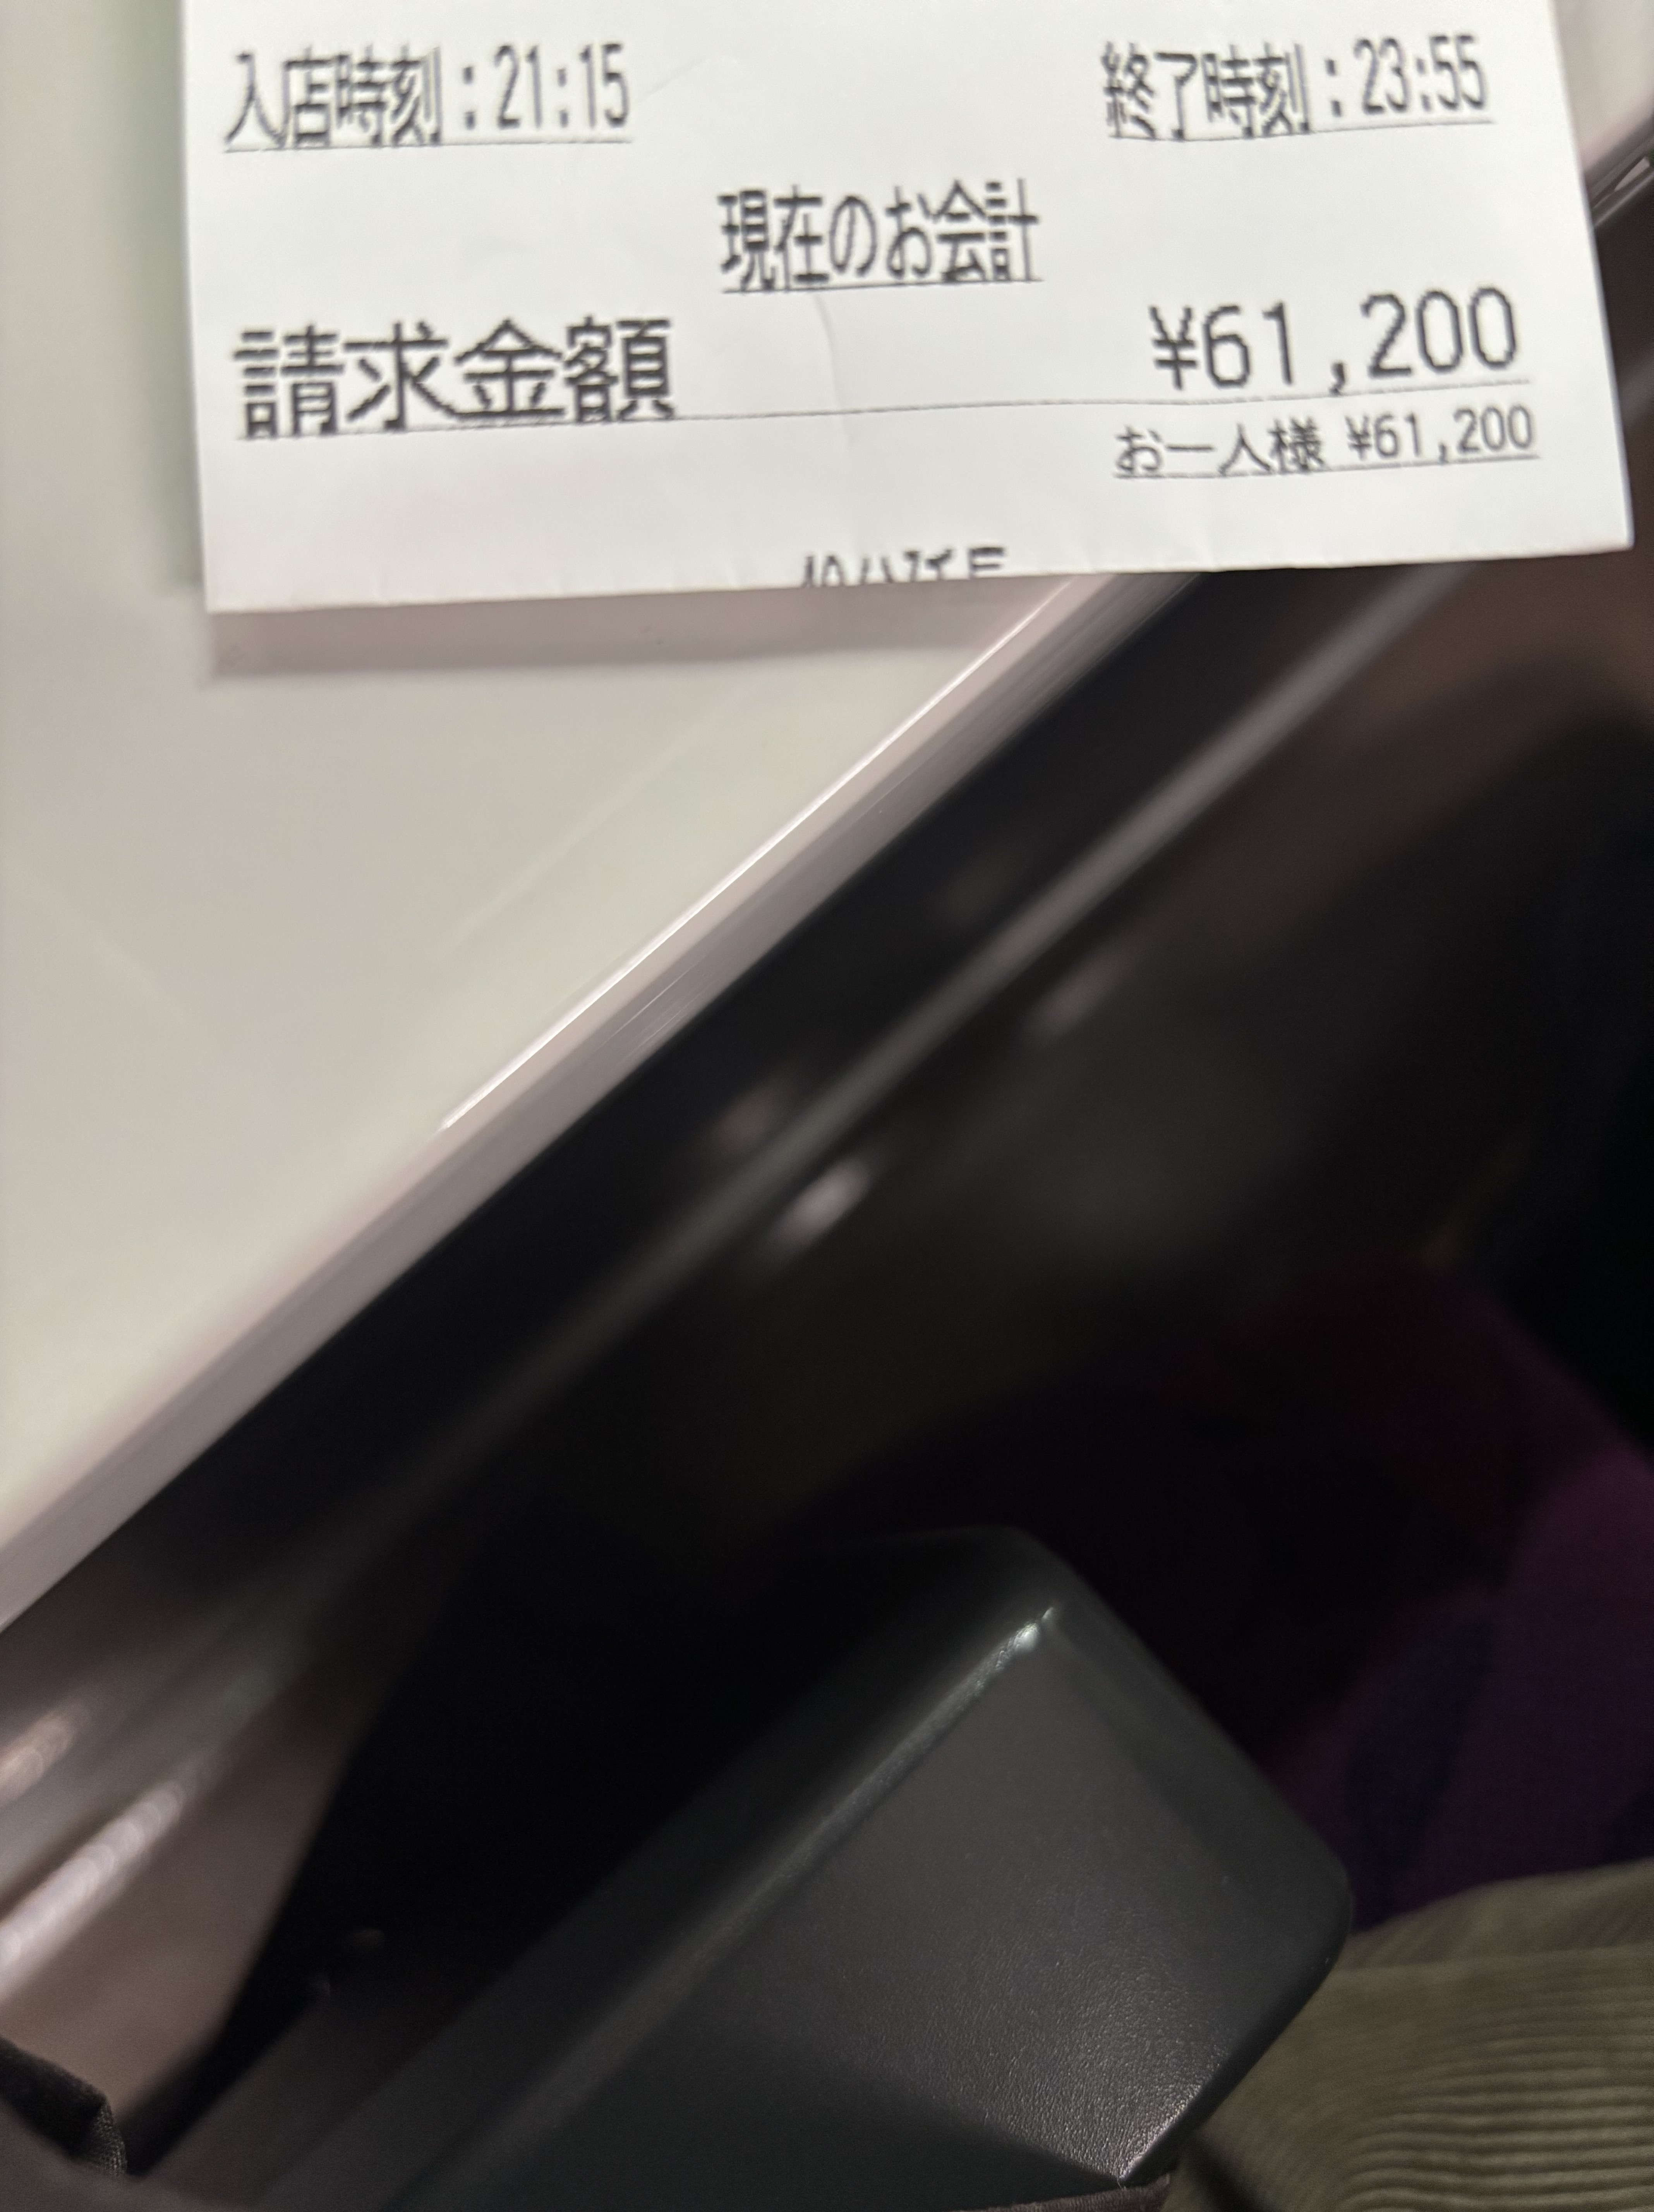 入店時刻：21:15 終了時刻：23:55
現在のお会計
請求金額 ¥61,200
お一人様 ¥61,200